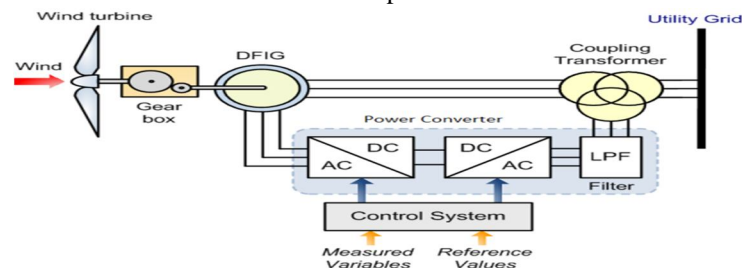 Wind turbine
Utility Grid
DFIG
Coupling
Transformer
Wind
Gear
box
Power Converter
DC
DC
LPF
AC
AC
Filter
Control System
Measured
Variables
Reference
Values